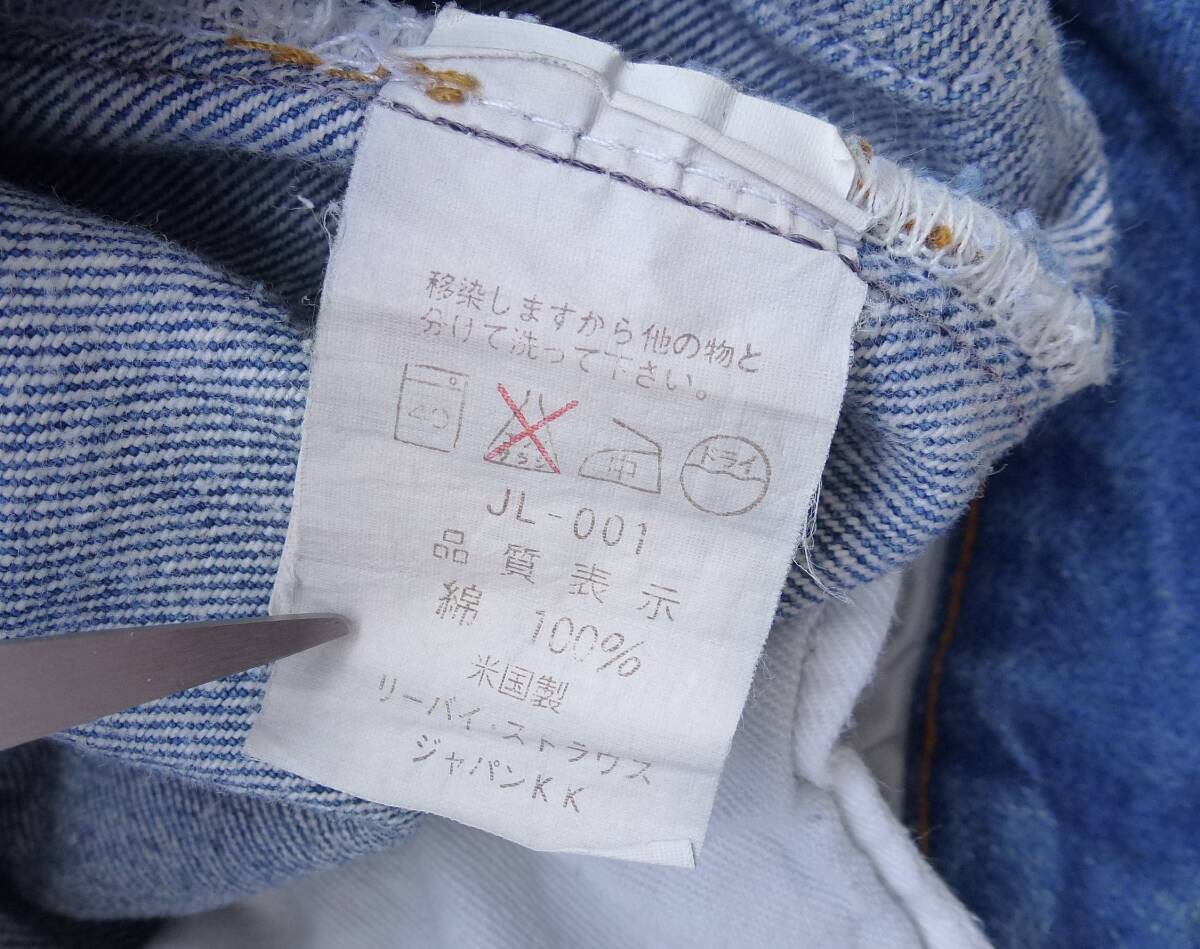 移染しますから他の物と
分けて洗って下さい。
40
中
ドライ
JL-001
品質表示
綿 100%
米国製
リーバイ・ストラウス
ジャパンKK